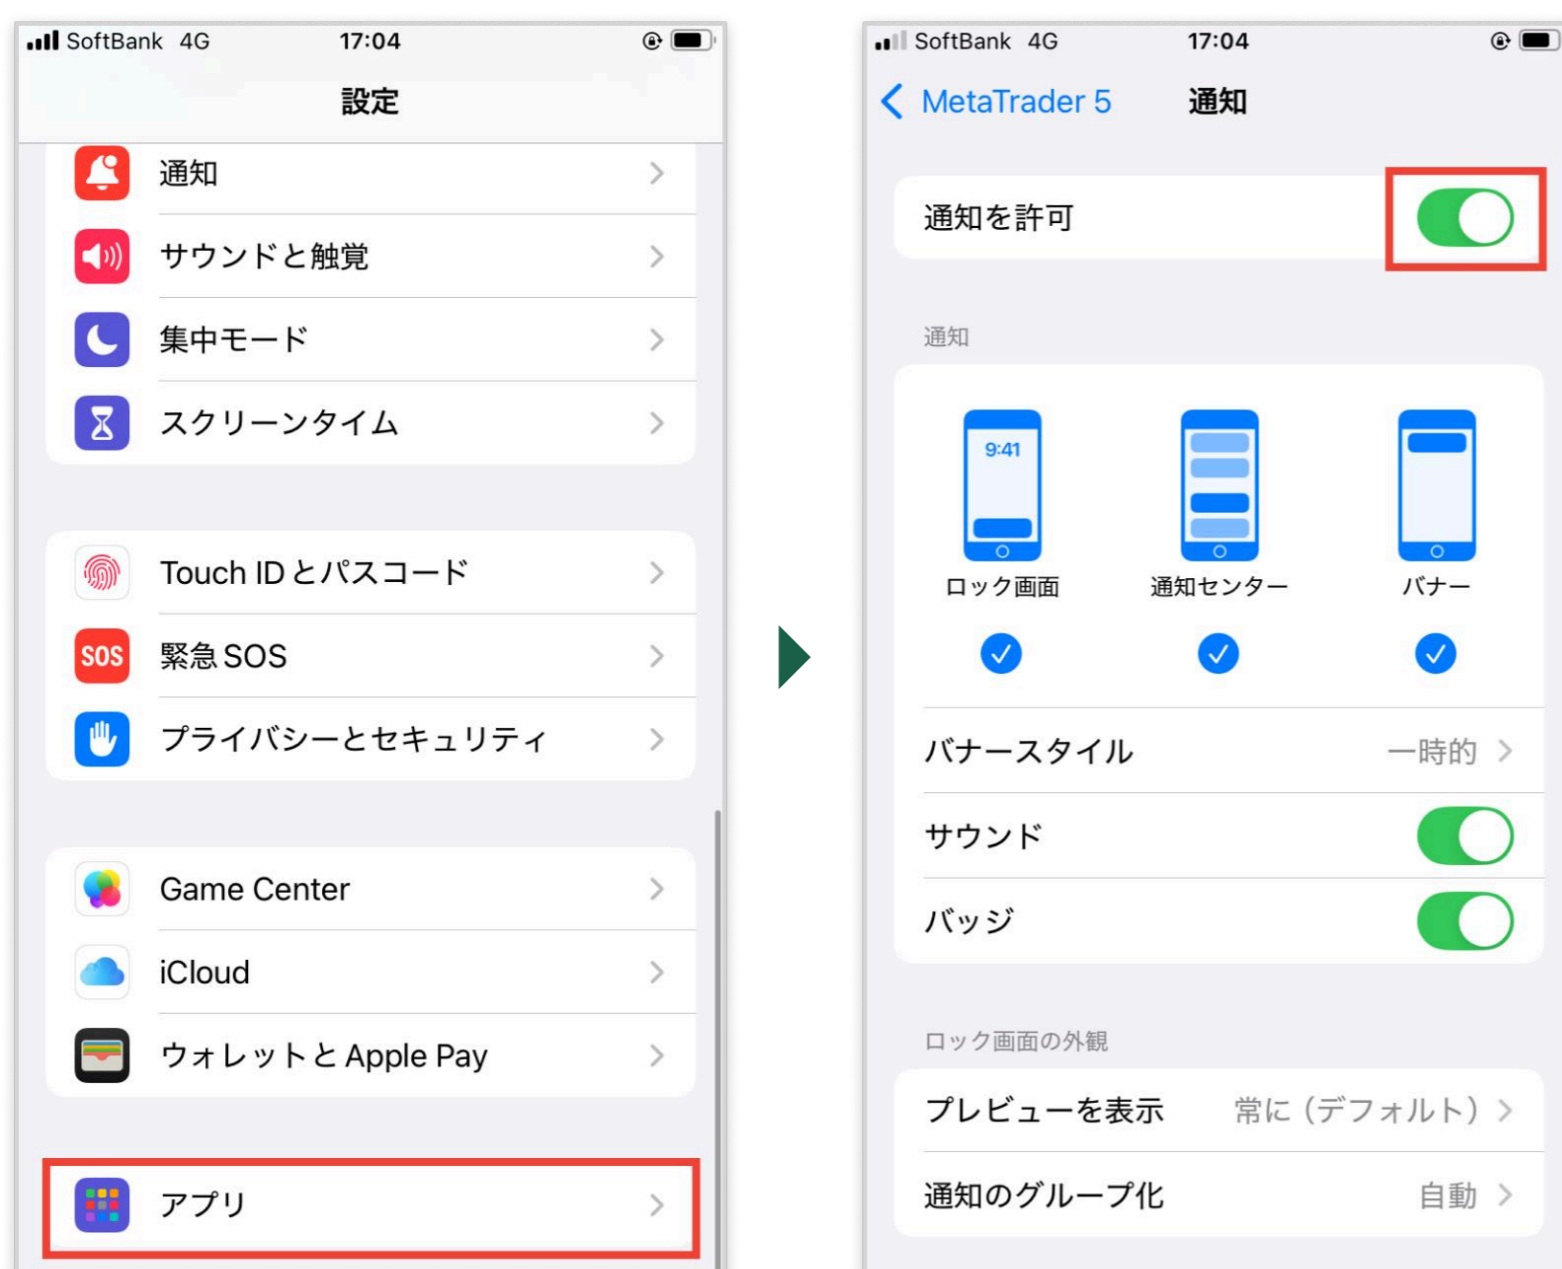 SoftBank 4G 17:04
設定
通知
サウンドと触覚
集中モード
スクリーンタイム
Touch IDとパスコード
SOS 緊急SOS
プライバシーとセキュリティ
Game Center
iCloud
ウォレットとApple Pay
アプリ
SoftBank 4G 17:04
MetaTrader 5 通知
通知を許可
通知
9:41
ロック画面 通知センター バナー
バナースタイル 一時的
サウンド
バッジ
ロック画面の外観
プレビューを表示 常に（デフォルト）
通知のグループ化 自動